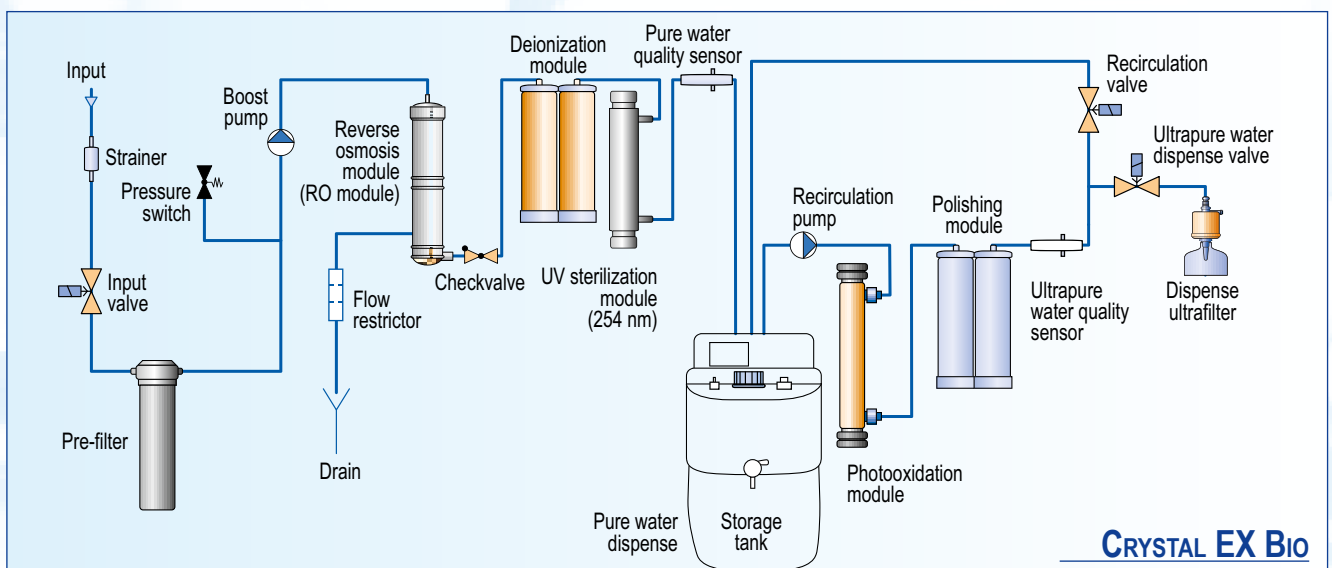 Input
Strainer
Pressure
switch
Input
valve
Pre-filter
Boost
pump
Reverse
osmosis
module
(RO module)
Flow
restrictor
Drain
Checkvalve
Deionization
module
UV sterilization
module
(254 nm)
Pure water
quality sensor
Pure water
dispense
Storage
tank
Recirculation
pump
Photooxidation
module
Polishing
module
Ultrapure
water quality
sensor
Recirculation
valve
Ultrapure water
dispense valve
Dispense
ultrafilter
CRYSTAL EX BIO